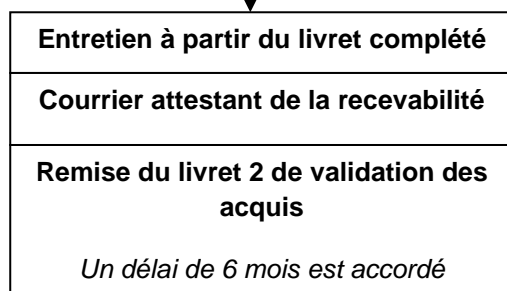 Entretien à partir du livret complété
Courrier attestant de la recevabilité
Remise du livret 2 de validation des
acquis
Un délai de 6 mois est accordé